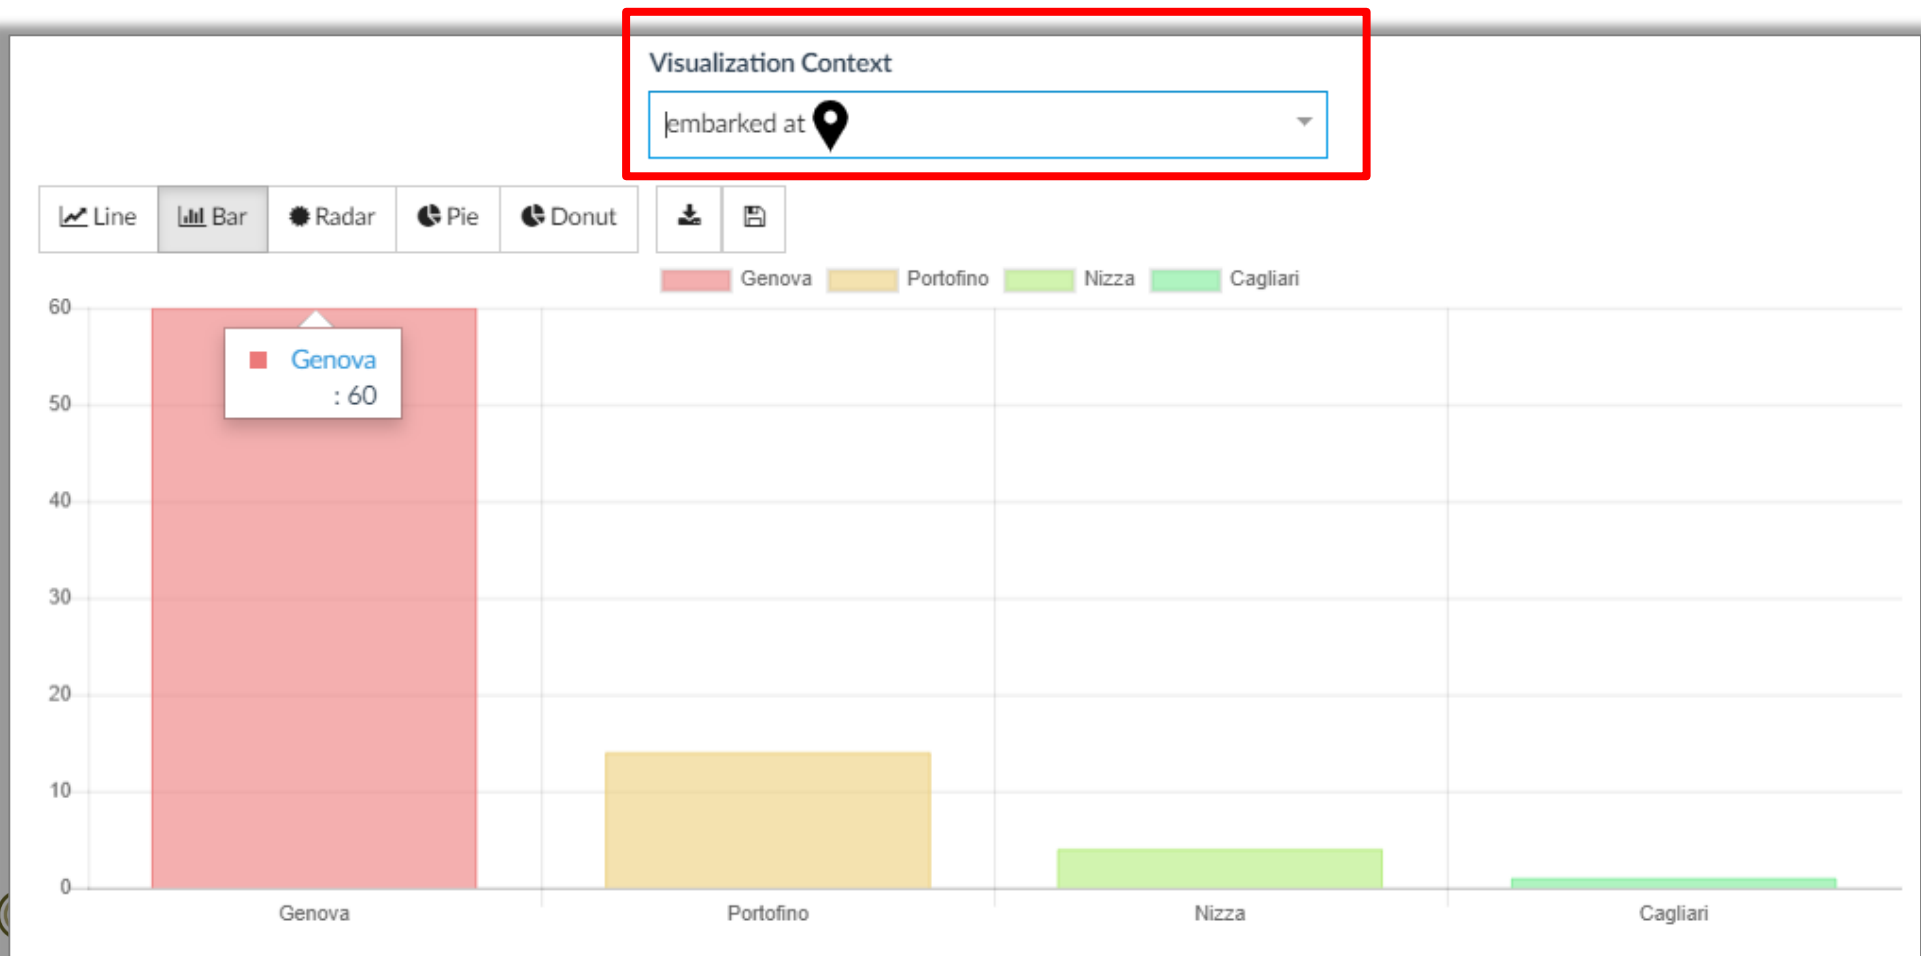 Visualization Context
embarked at
Line Bar Radar Pie Donut
Genova Portofino Nizza Cagliari
60
Genova
: 60
50
40
30
20
10
0
Genova Portofino Nizza Cagliari